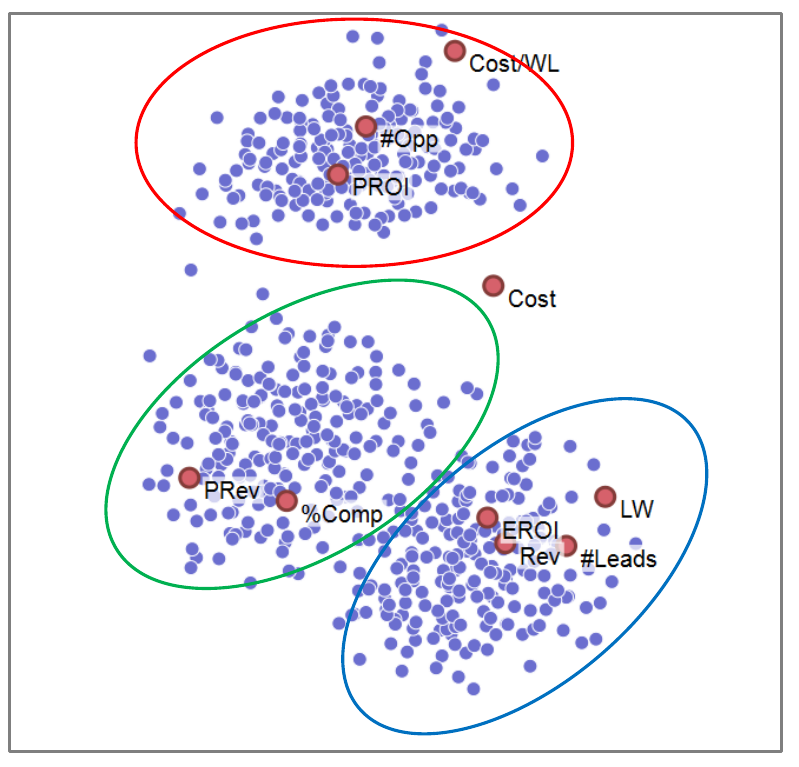 Cost/WL
#Opp
PROI
Cost
PRev
%Comp
LW
EROI
Rev
#Leads